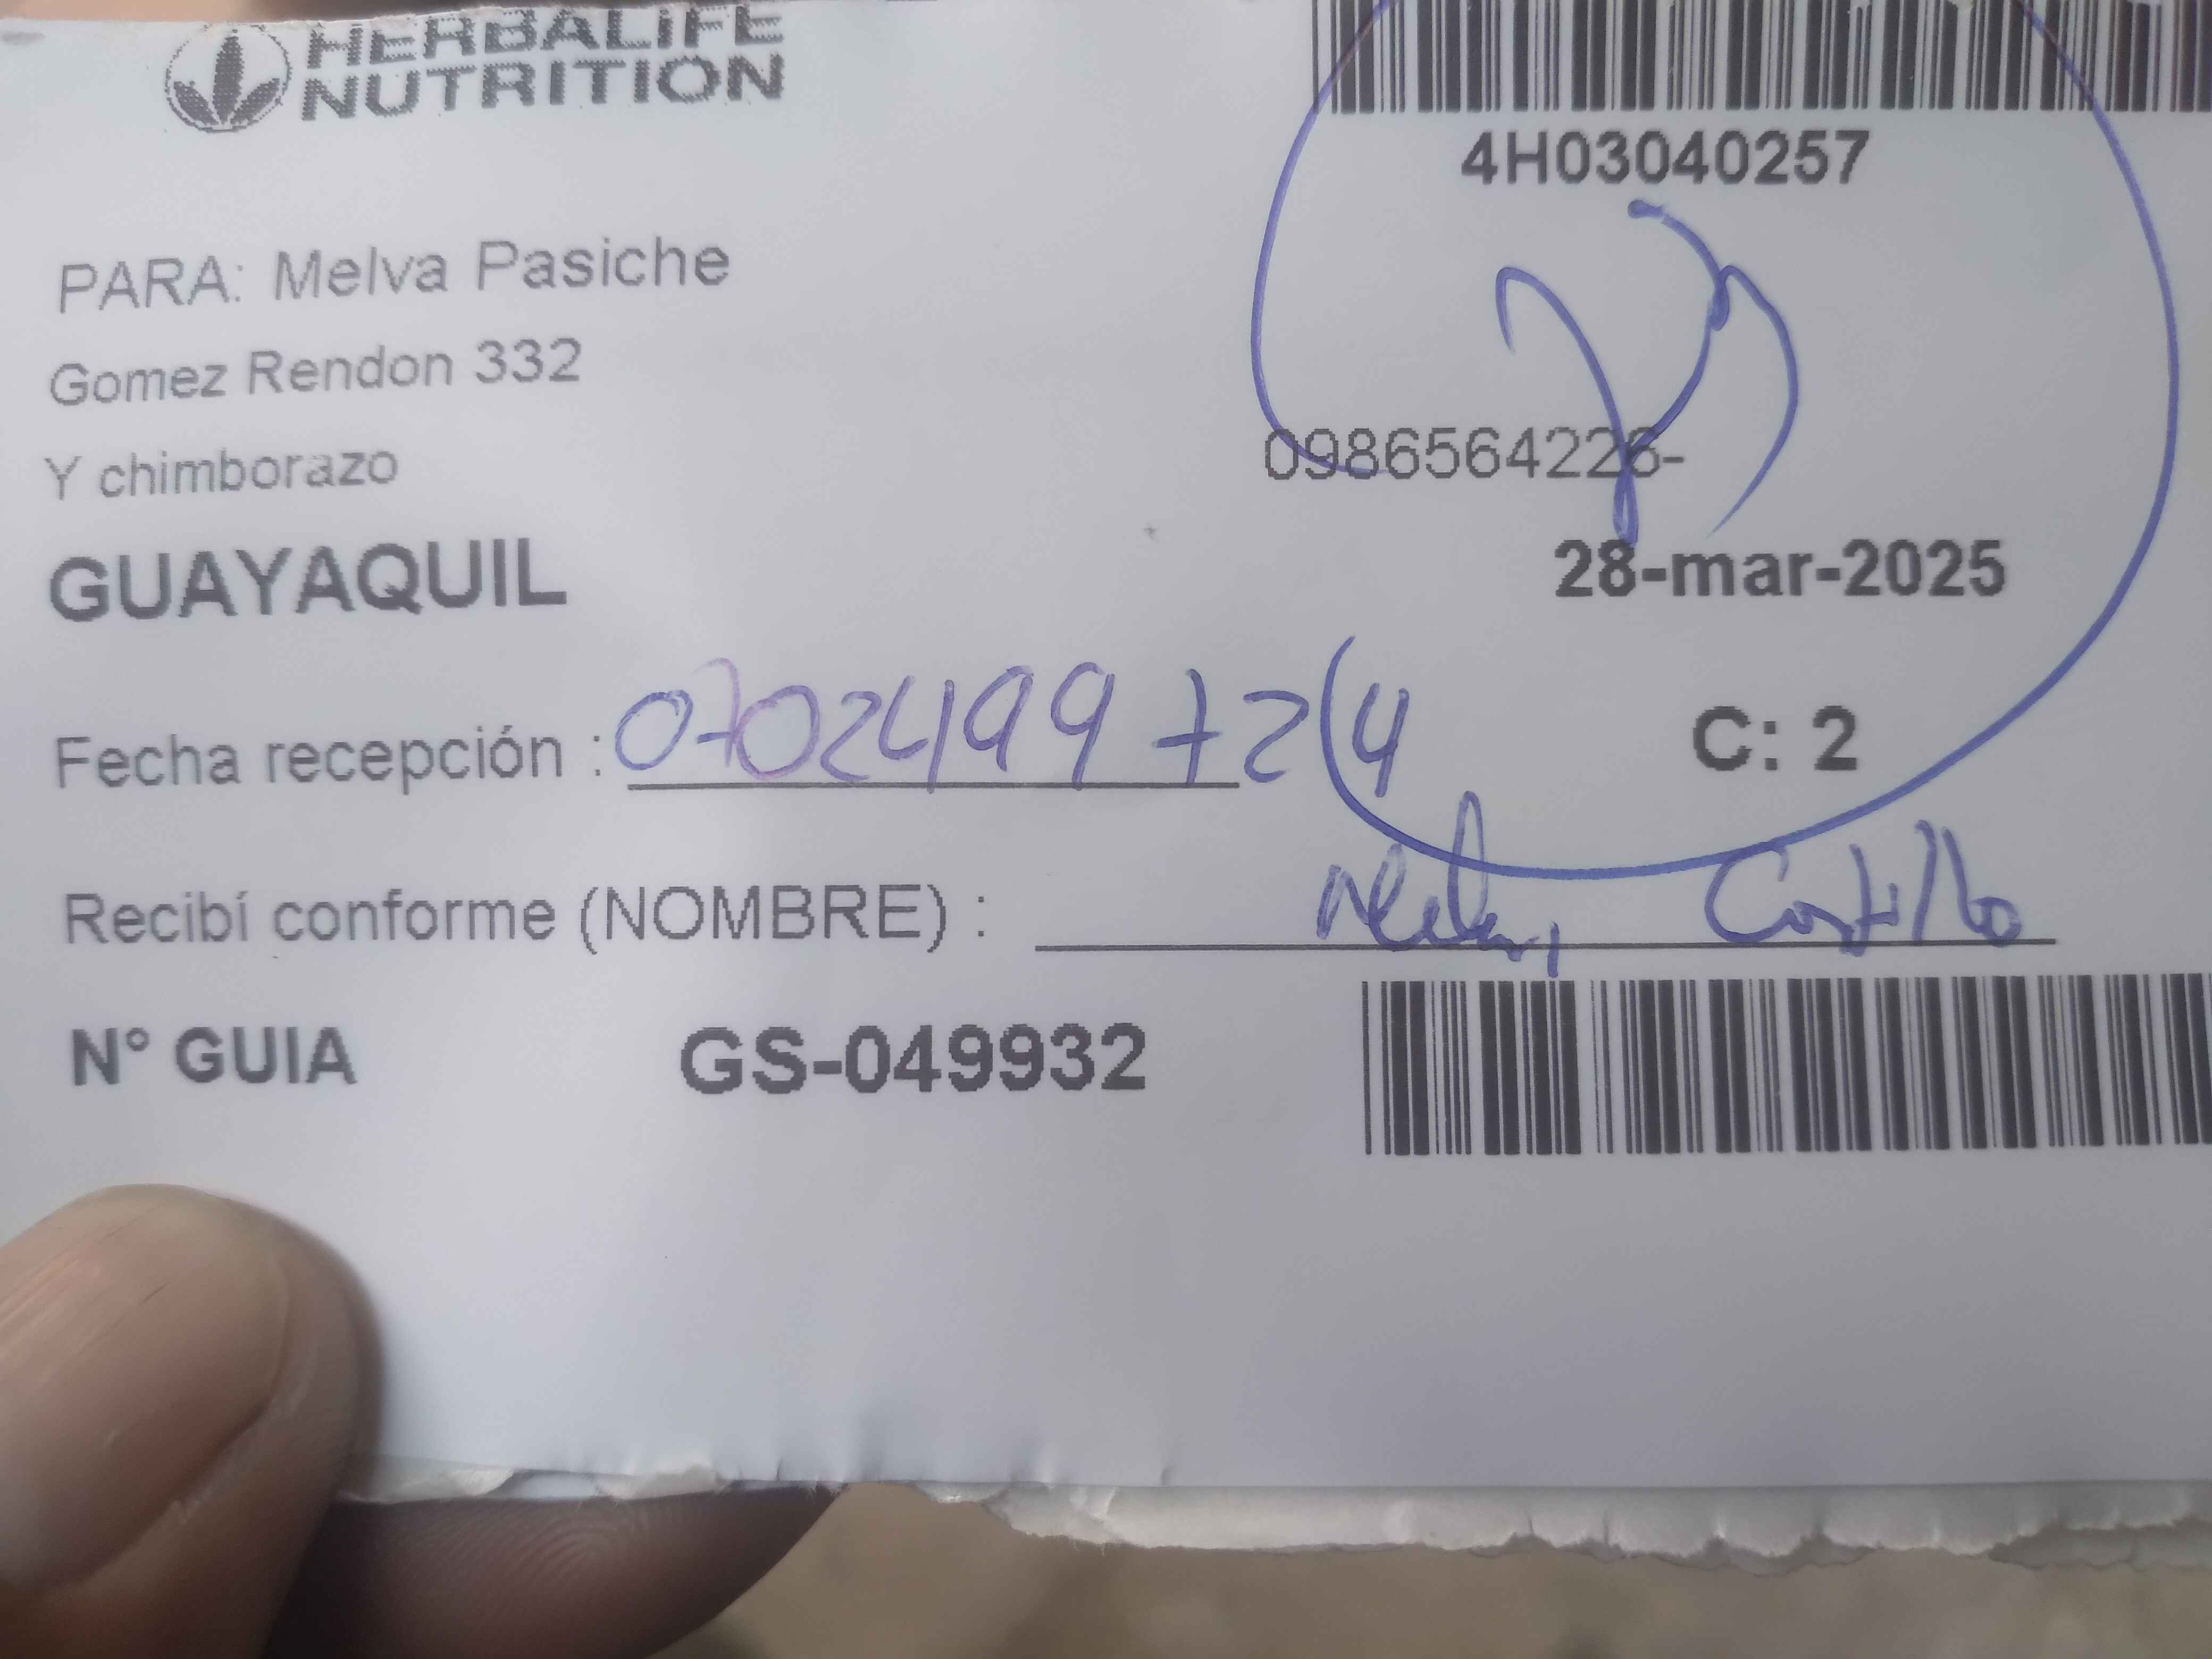 HERBALIFE
NUTRITION
4H03040257
PARA: Melva Pasiche
Gomez Rendon 332
Y chimborazo
0986564226-
GUAYAQUIL
28-mar-2025
Fecha recepción : 0702499724
C: 2
Recibí conforme (NOMBRE) : Castillo
N° GUIA GS-049932